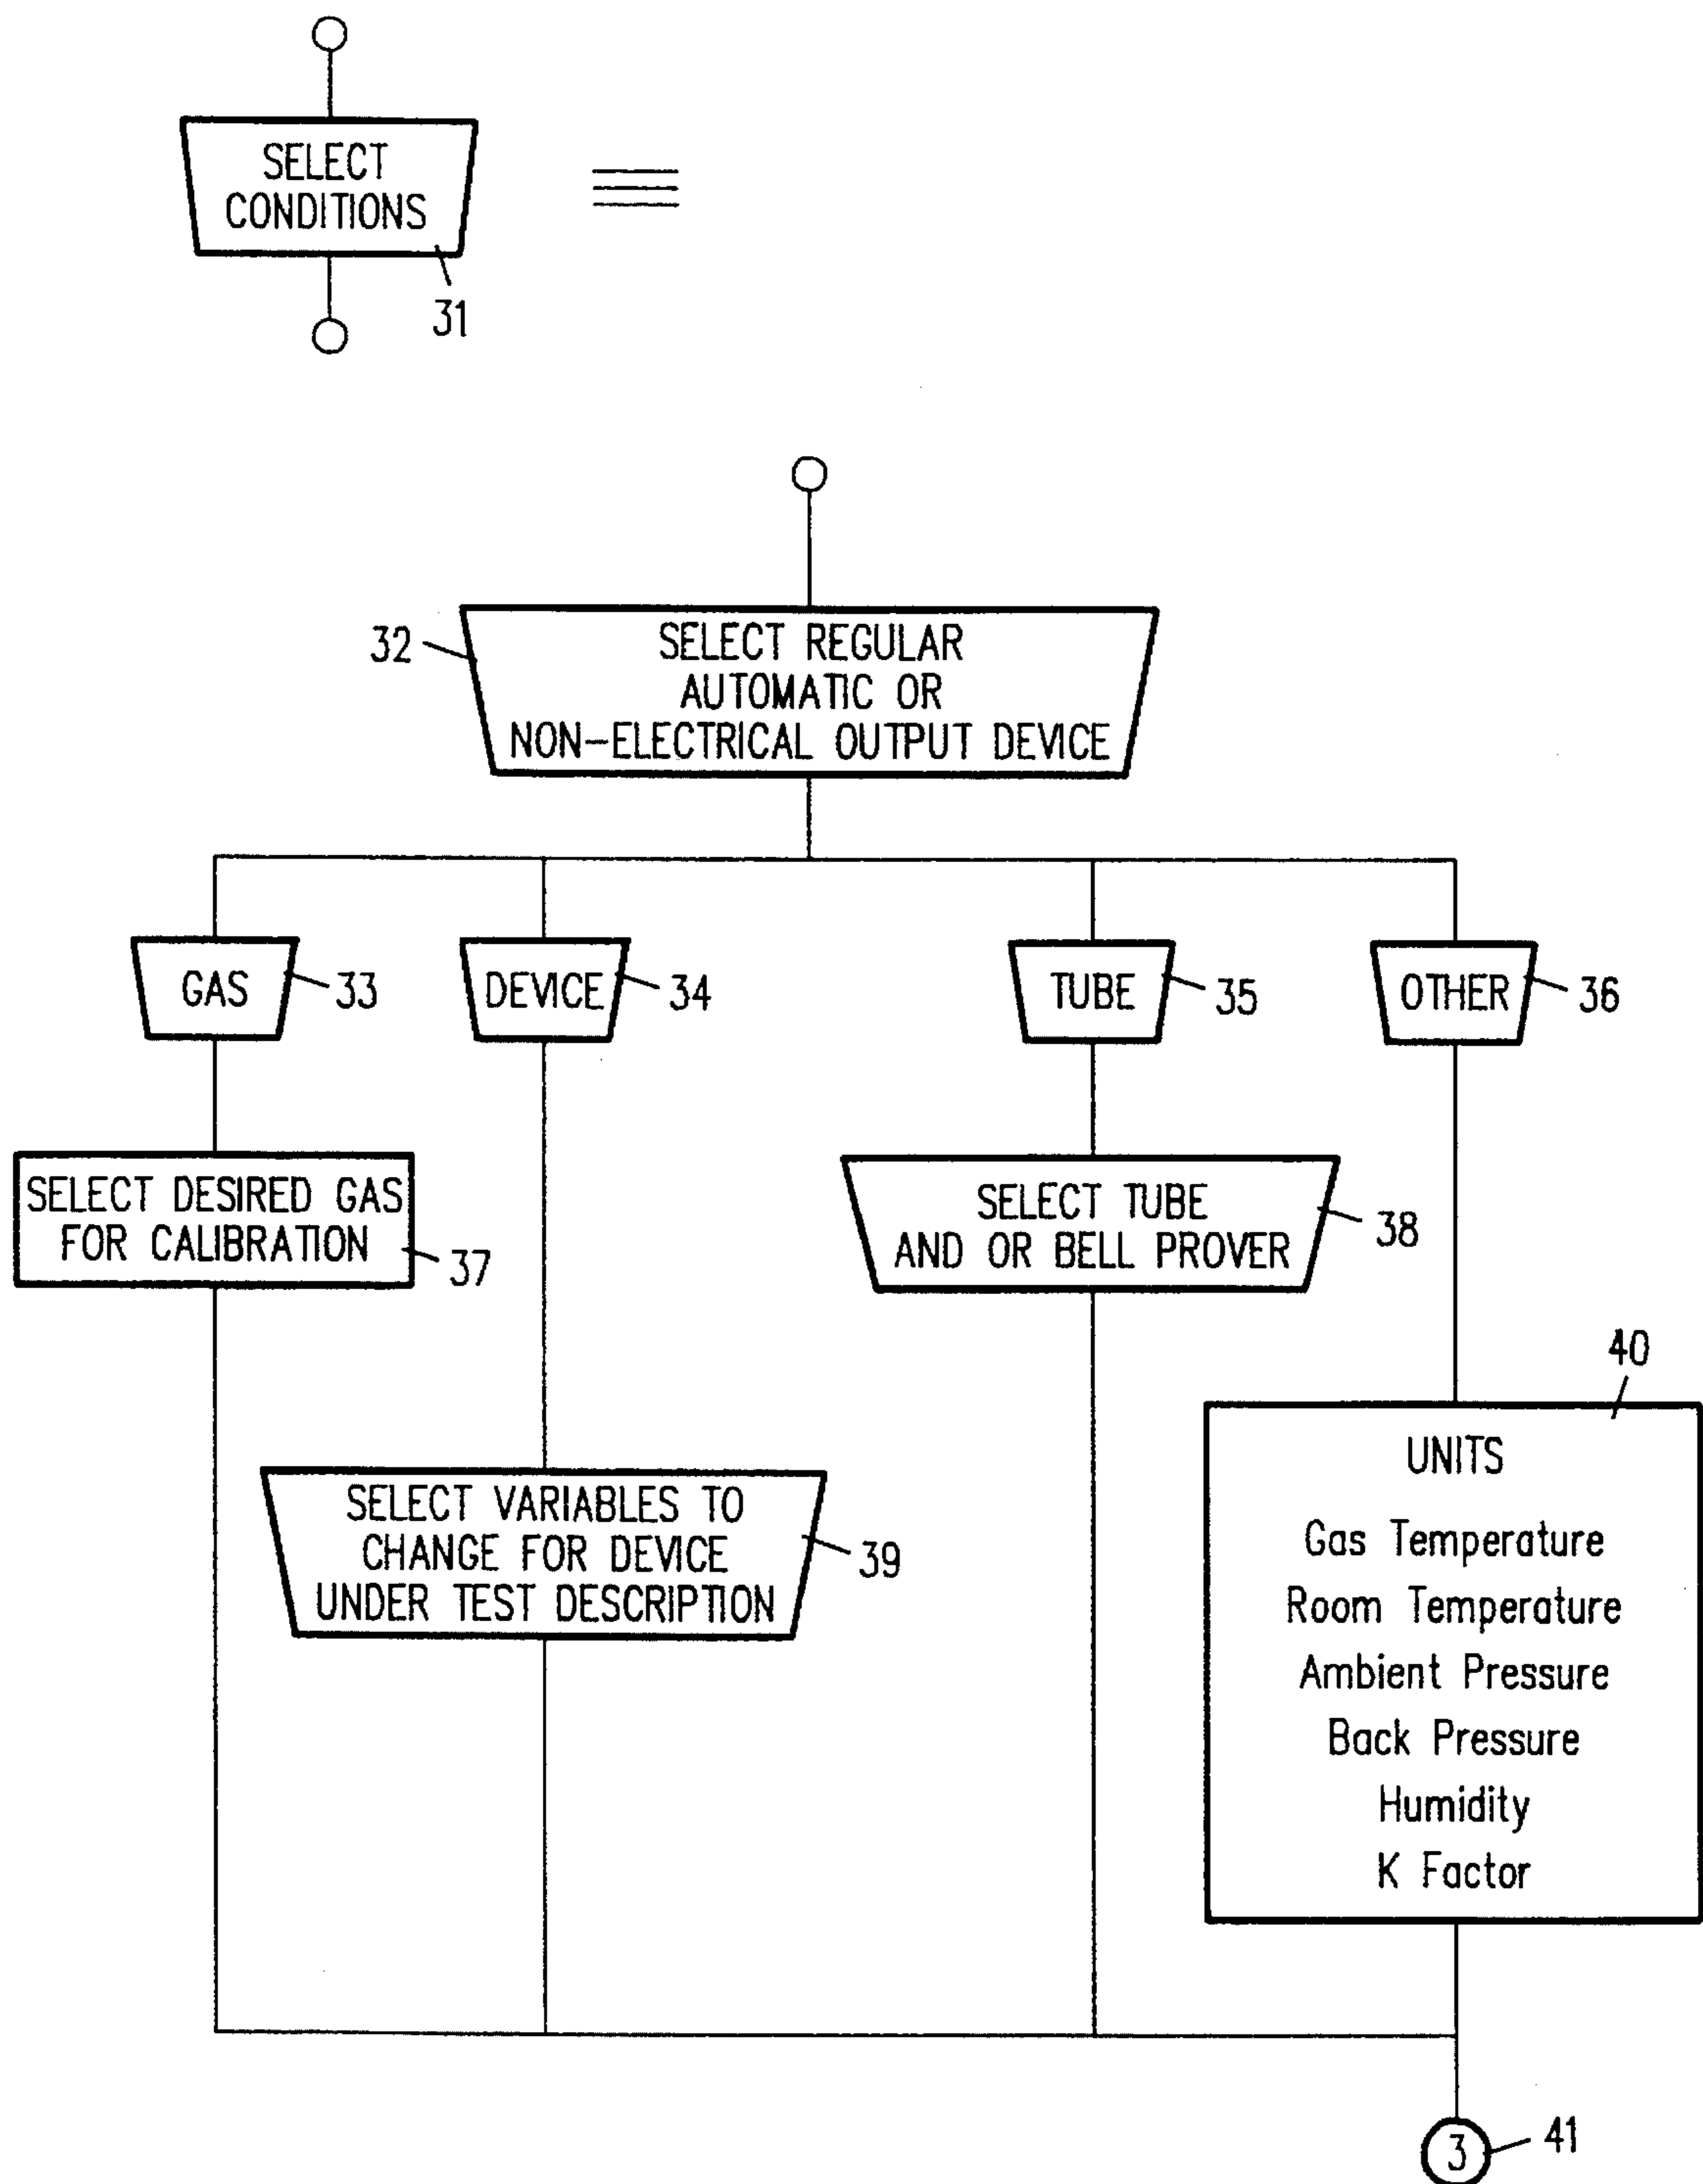 SELECT
CONDITIONS
31
32
SELECT REGULAR
AUTOMATIC OR
NON-ELECTRICAL OUTPUT DEVICE
GAS
33
DEVICE
34
TUBE
35
OTHER
36
SELECT DESIRED GAS
FOR CALIBRATION
37
SELECT TUBE
AND OR BELL PROVER
38
SELECT VARIABLES TO
CHANGE FOR DEVICE
UNDER TEST DESCRIPTION
39
40
UNITS
Gas Temperature
Room Temperature
Ambient Pressure
Back Pressure
Humidity
K Factor
3
41